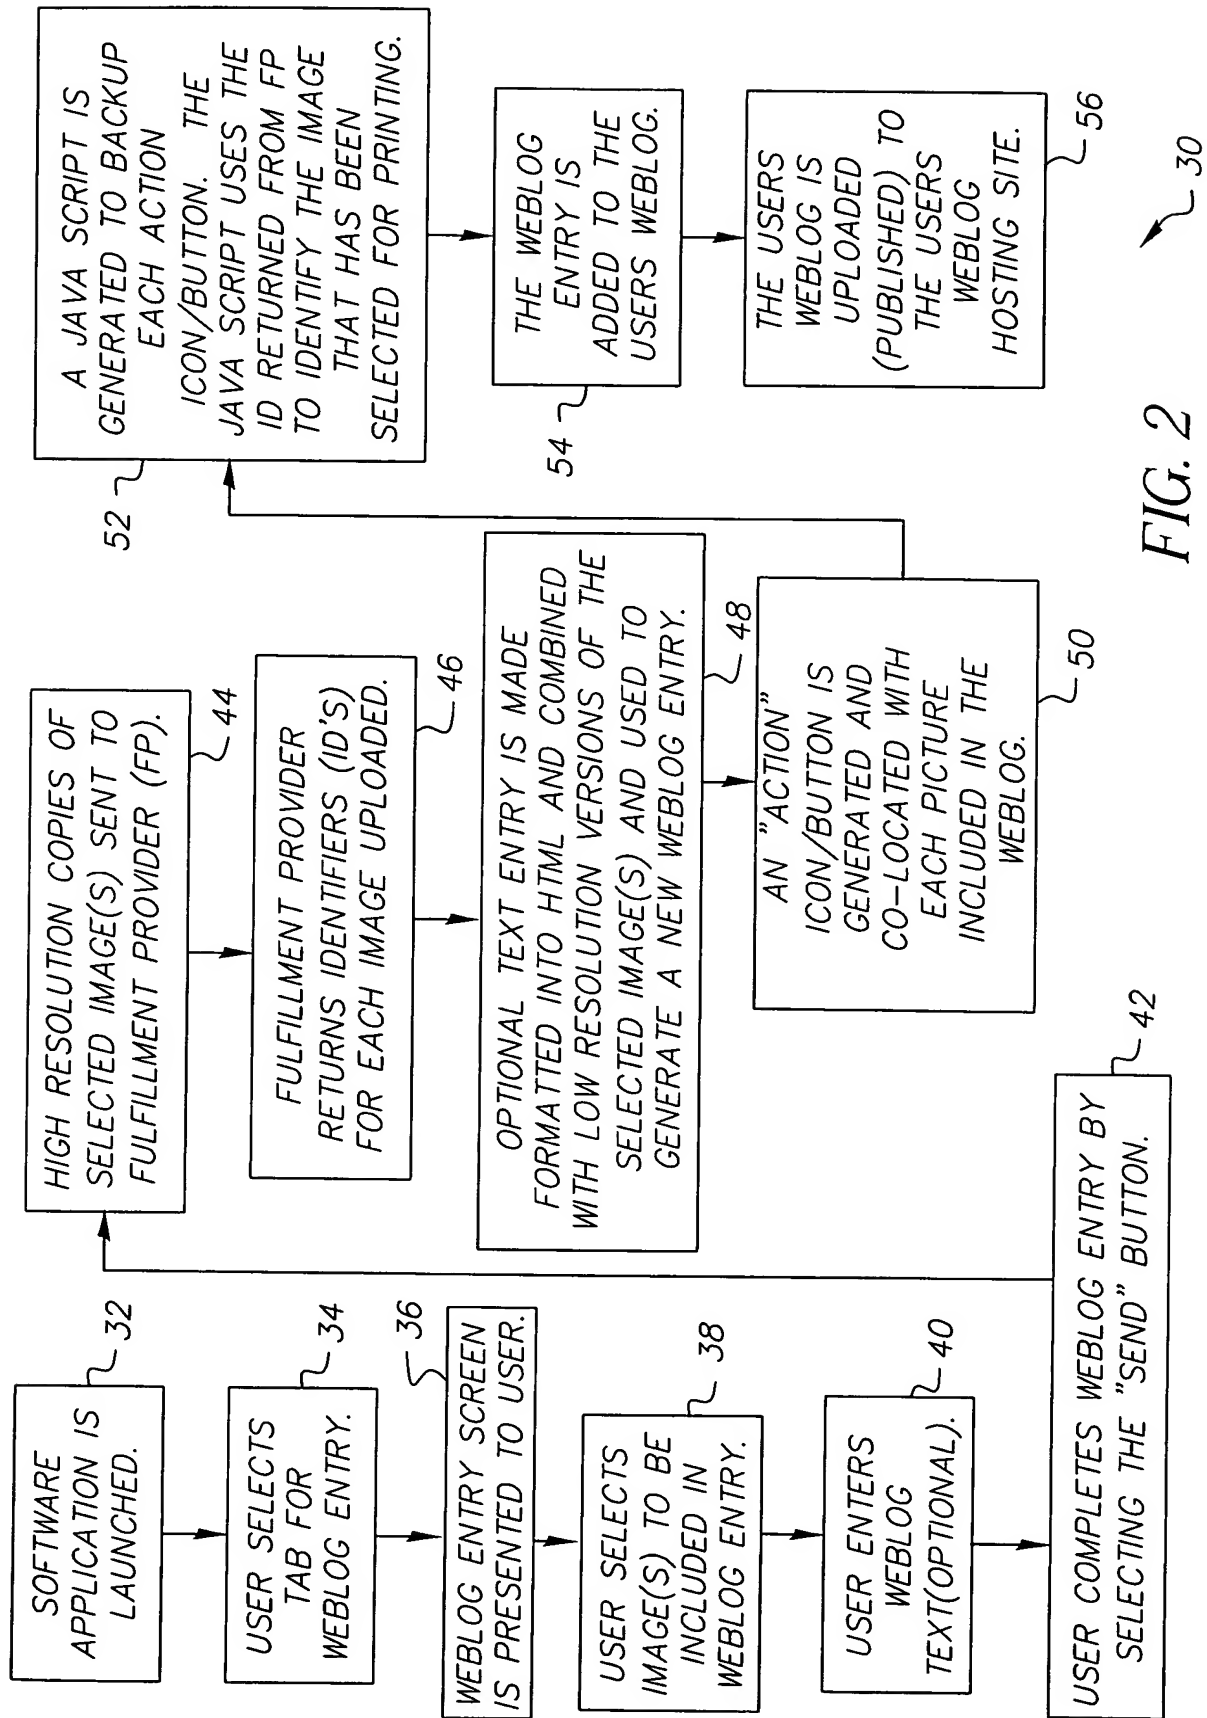 SOFTWARE
APPLICATION IS
LAUNCHED.
32
USER SELECTS
TAB FOR
WEBLOG ENTRY.
34
WEBLOG ENTRY SCREEN
IS PRESENTED TO USER.
36
USER SELECTS
IMAGE(S) TO BE
INCLUDED IN
WEBLOG ENTRY.
38
USER ENTERS
WEBLOG
TEXT(OPTIONAL).
40
USER COMPLETES WEBLOG ENTRY BY
SELECTING THE "SEND" BUTTON.
42
HIGH RESOLUTION COPIES OF
SELECTED IMAGE(S) SENT TO
FULFILLMENT PROVIDER (FP).
44
FULFILLMENT PROVIDER
RETURNS IDENTIFIERS (ID'S)
FOR EACH IMAGE UPLOADED.
46
OPTIONAL TEXT ENTRY IS MADE
FORMATTED INTO HTML AND COMBINED
WITH LOW RESOLUTION VERSIONS OF THE
SELECTED IMAGE(S) AND USED TO
GENERATE A NEW WEBLOG ENTRY.
48
AN "ACTION"
ICON/BUTTON IS
GENERATED AND
CO-LOCATED WITH
EACH PICTURE
INCLUDED IN THE
WEBLOG.
50
A JAVA SCRIPT IS
GENERATED TO BACKUP
EACH ACTION
ICON/BUTTON. THE
JAVA SCRIPT USES THE
ID RETURNED FROM FP
TO IDENTIFY THE IMAGE
THAT HAS BEEN
SELECTED FOR PRINTING.
52
THE WEBLOG
ENTRY IS
ADDED TO THE
USERS WEBLOG.
54
THE USERS
WEBLOG IS
UPLOADED
(PUBLISHED) TO
THE USERS
WEBLOG
HOSTING SITE.
56
30
FIG. 2